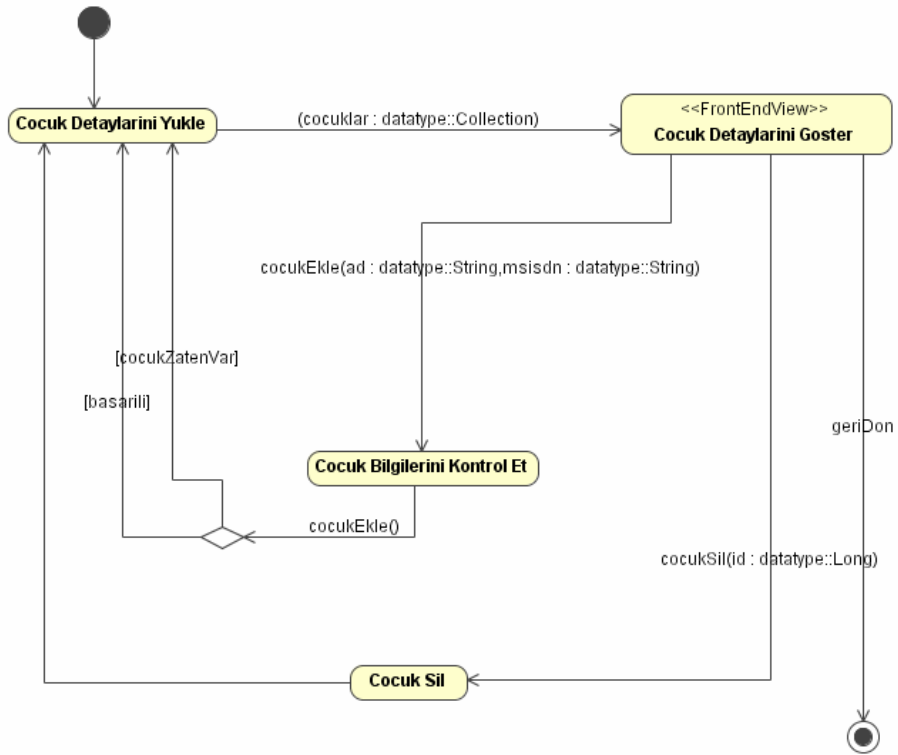 Cocuk Detaylarini Yukle
(cocuklar : datatype::Collection)
<<FrontEndView>>
Cocuk Detaylarini Goster
cocukEkle(ad : datatype::String,msisdn : datatype::String)
[cocukZatenVar]
[basarili]
geriDon
Cocuk Bilgilerini Kontrol Et
cocukEkle()
cocukSil(id : datatype::Long)
Cocuk Sil